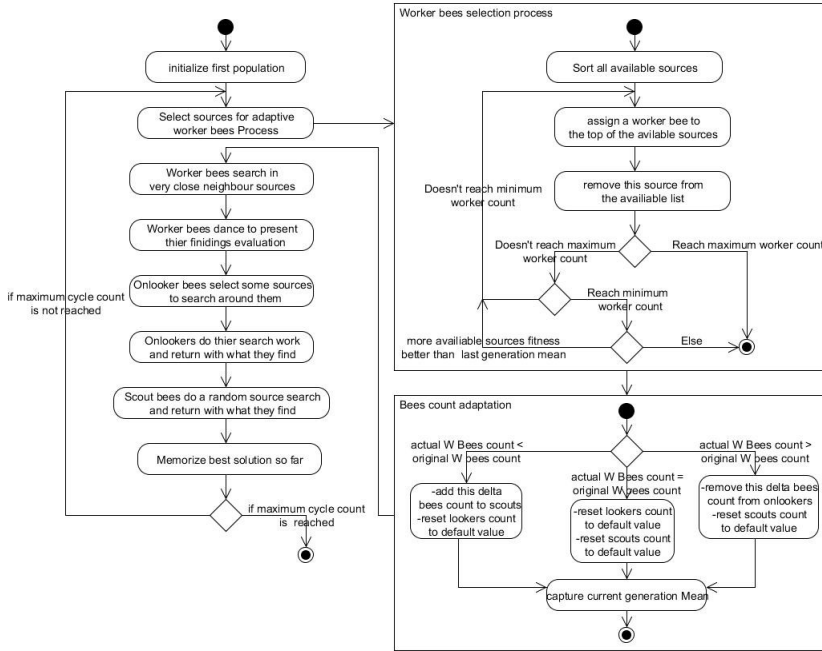 initialize first population
Select sources for adaptive
worker bees Process
Worker bees search in
very close neighbour sources
Worker bees dance to present
thier finidings evaluation
Onlooker bees select some sources
to search around them
if maximum cycle count
is not reached
Onlookers do thier search work
and return with what they find
Scout bees do a random source search
and return with what they find
Memorize best solution so far
if maximum cycle count
is reached
Worker bees selection process
Sort all available sources
assign a worker bee to
the top of the avilable sources
remove this source from
the availiable list
Doesn't reach minimum
worker count
Doesn't reach maximum
worker count
Reach maximum worker count
Reach minimum
worker count
more availiable sources fitness
better than last generation mean
Else
Bees count adaptation
actual W Bees count <
original W bees count
actual W Bees count =
original W bees count
actual W Bees count >
original W bees count
-add this delta
bees count to scouts
-reset lookers count
to default value
-reset lookers count
to default value
-reset scouts count
to default value
-remove this delta bees
count from onlookers
-reset scouts count
to default value
capture current generation Mean